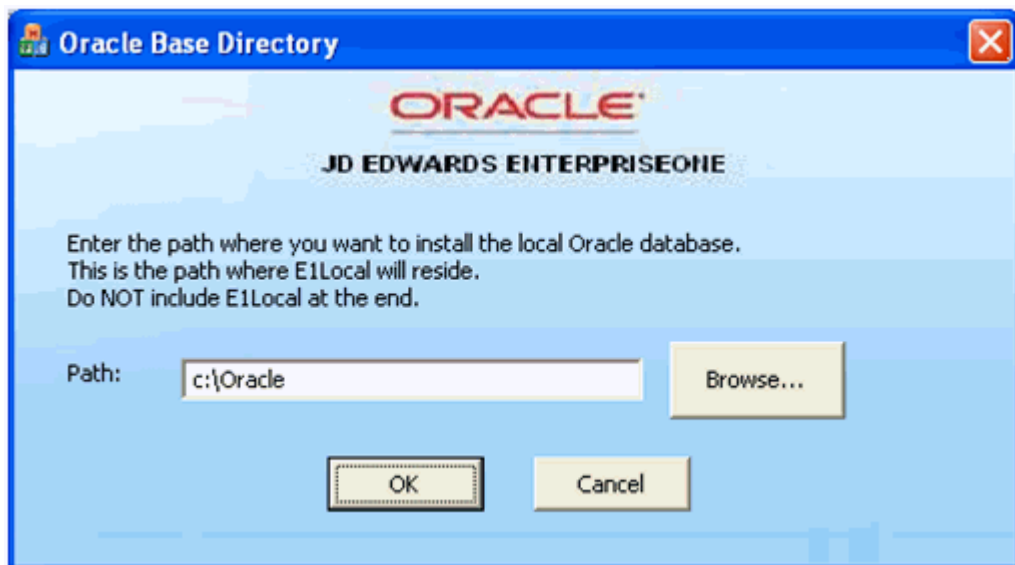 Oracle Base Directory
ORACLE
JD EDWARDS ENTERPRISEONE
Enter the path where you want to install the local Oracle database.
This is the path where E1Local will reside.
Do NOT include E1Local at the end.
Path: c:\Oracle Browse...
OK Cancel